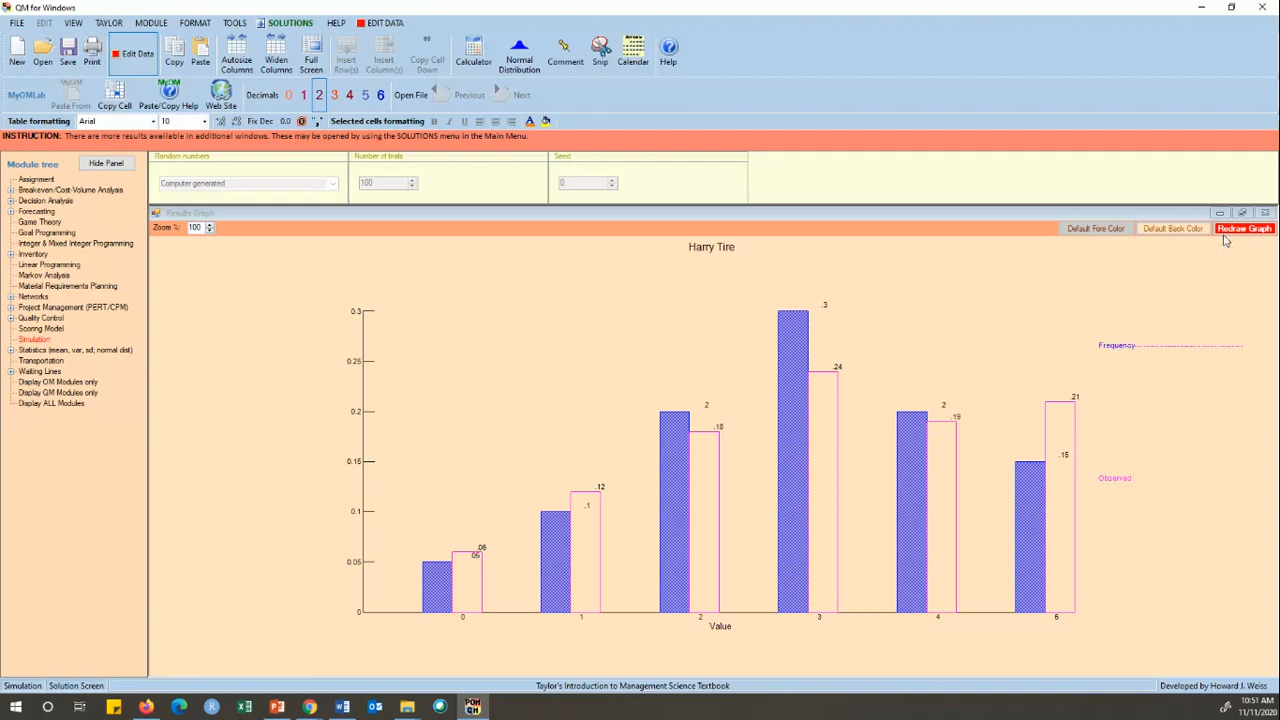 QM for Windows
FILE EDIT VIEW TAYLOR MODULE FORMAT TOOLS SOLUTIONS HELP EDIT DATA
New Open Save Print Edit Data Copy Paste Autosize Columns Widen Columns Full Screen Insert Row(s) Insert Column(s) Copy Cell Down Calculator Normal Distribution Comment Snip Calendar Help
MyOMLab MyOM Paste From Copy Cell MyOM Paste/Copy Help Web Site Decimals 0 1 2 3 4 5 6 Open File Previous Next
Table formatting Arial 10 Fix Dec 0.0 Selected cells formatting B I U A
INSTRUCTION: There are more results available in additional windows. These may be opened by using the SOLUTIONS menu in the Main Menu.
Module tree Hide Panel
Assignment
Breakeven/Cost-Volume Analysis
Decision Analysis
Forecasting
Game Theory
Goal Programming
Integer & Mixed Integer Programming
Inventory
Linear Programming
Markov Analysis
Material Requirements Planning
Networks
Project Management (PERT/CPM)
Quality Control
Scoring Model
Simulation
Statistics (mean, var, sd; normal dist)
Transportation
Waiting Lines
Display OM Modules only
Display QM Modules only
Display ALL Modules
Random numbers Number of trials Seed
Computer generated 100 0
Results Graph
Zoom %: 100 Default Fore Color Default Back Color Redraw Graph
Harry Tire
0.3
0.25
0.2
0.15
0.1
0.05
0
.05 .06
.1 .12
.2 .18
.3 .24
.2 .19
.15 .21
0 1 2 3 4 5
Value
Frequency
Observed
Simulation Solution Screen Taylor's Introduction to Management Science Textbook Developed by Howard J. Weiss
POM QM
10:51 AM
11/11/2020